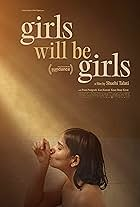 girls
will be
girls
sundance
a film by Shuchi Talati